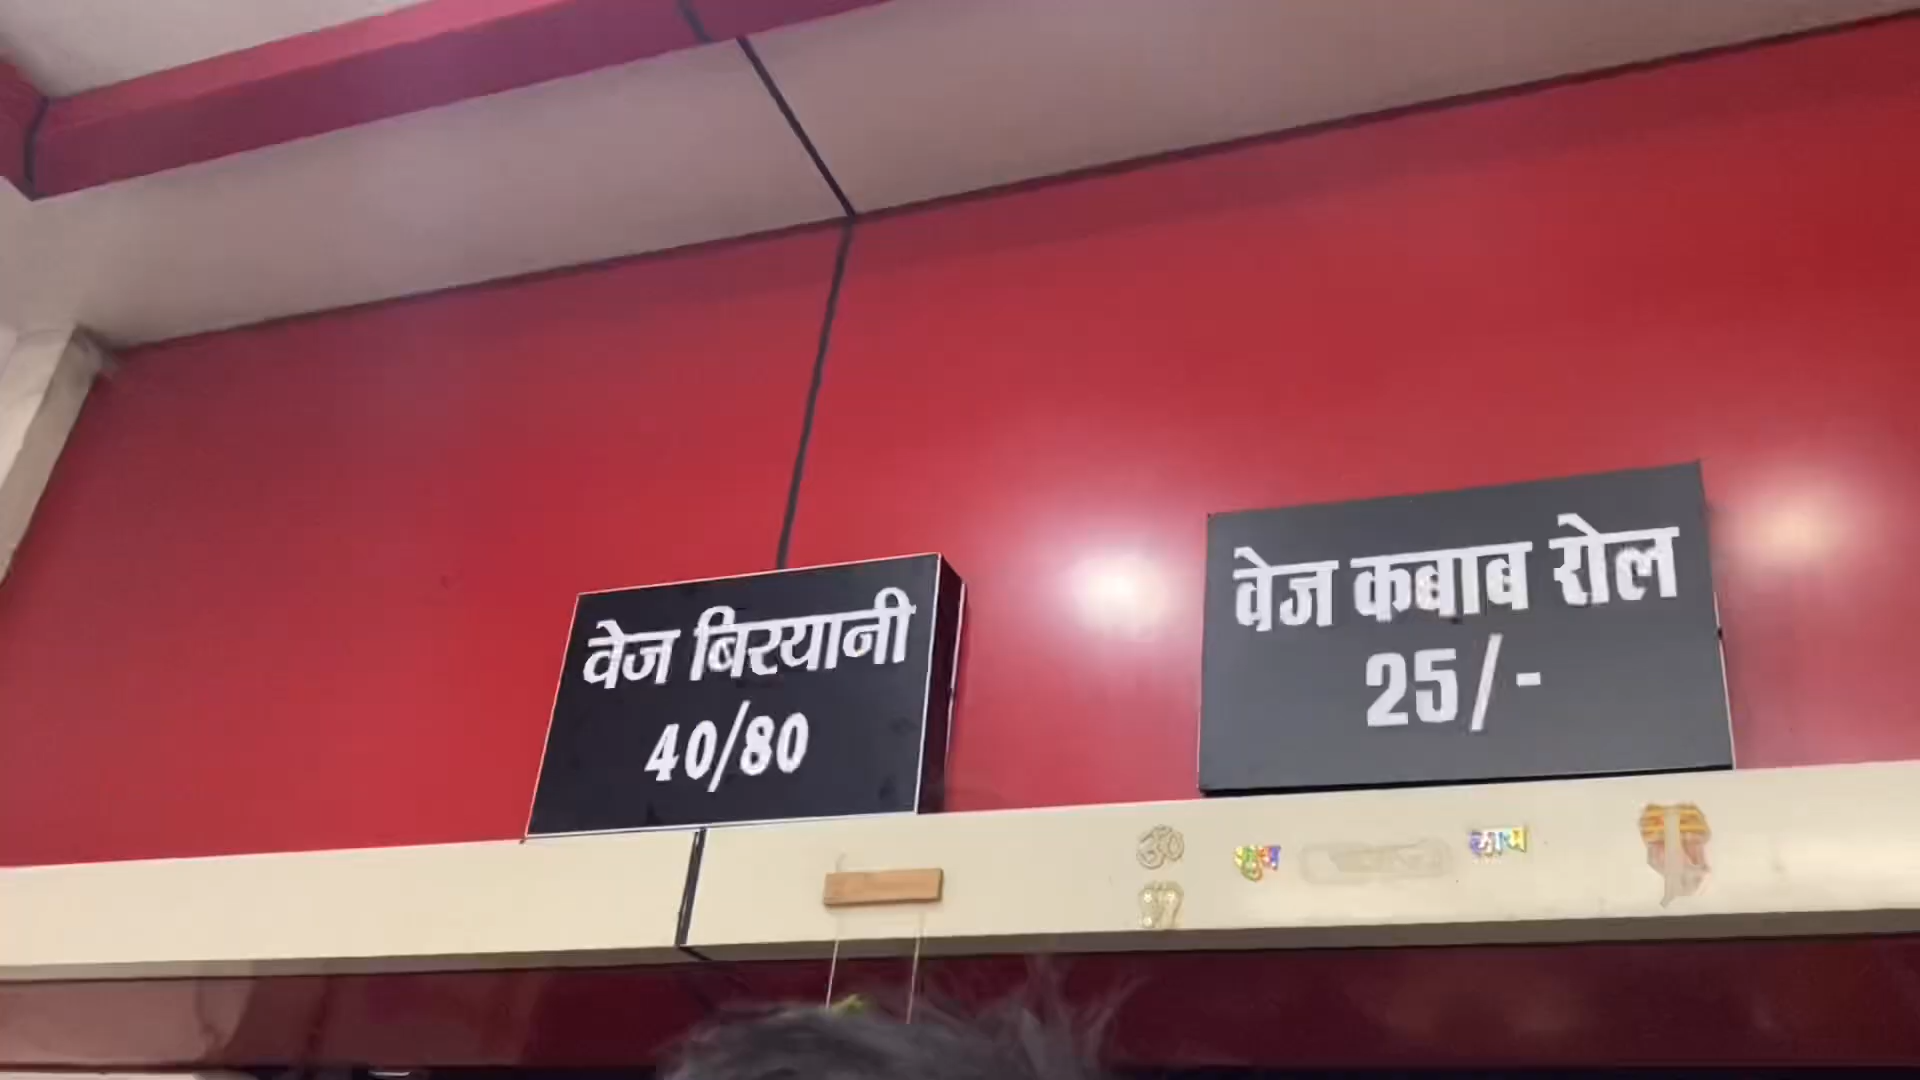 वेज बिरयानी
40/80
वेज कबाब रोल
25/-
ॐ
शुभ
लाभ